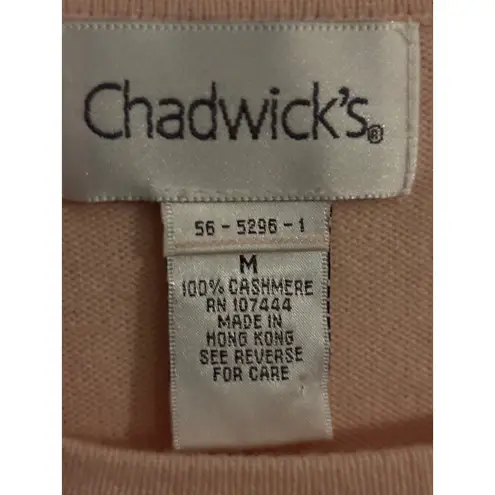 Chadwick's®
56 - 5296 - 1
M
100% CASHMERE
RN 107444
MADE IN
HONG KONG
SEE REVERSE
FOR CARE